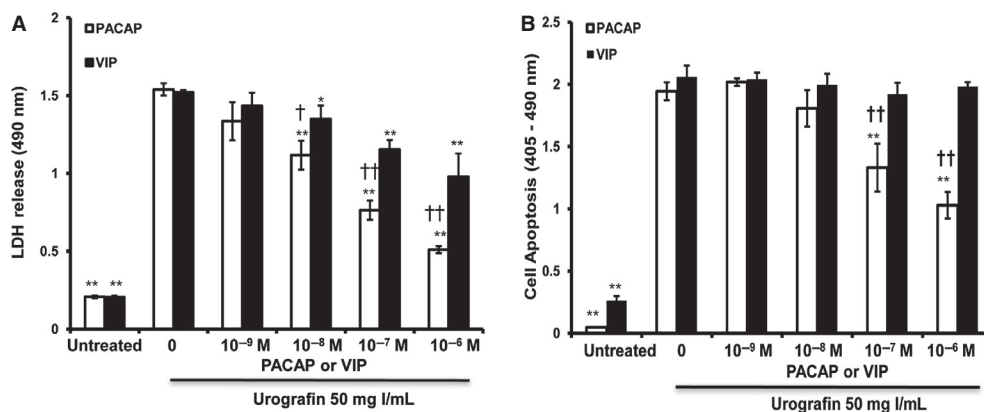 A
PACAP
VIP
LDH release (490 nm)
2
1.5
1
0.5
0
** **
†
**
*
††
**
**
††
**
**
Untreated 0 10⁻⁹ M 10⁻⁸ M 10⁻⁷ M 10⁻⁶ M
PACAP or VIP
Urografin 50 mg I/mL
B
PACAP
VIP
Cell Apoptosis (405 - 490 nm)
2.5
2
1.5
1
0.5
0
**
**
††
**
††
**
Untreated 0 10⁻⁹ M 10⁻⁸ M 10⁻⁷ M 10⁻⁶ M
PACAP or VIP
Urografin 50 mg I/mL